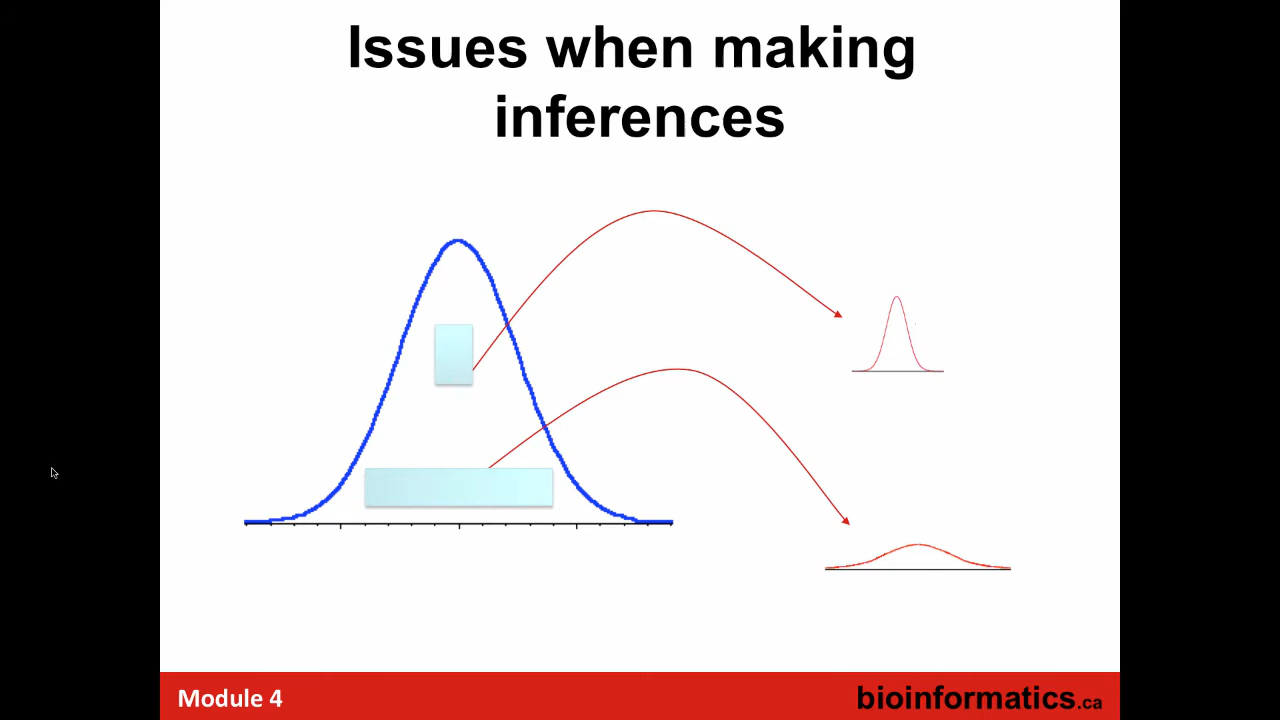 Issues when making
inferences
Module 4
bioinformatics.ca